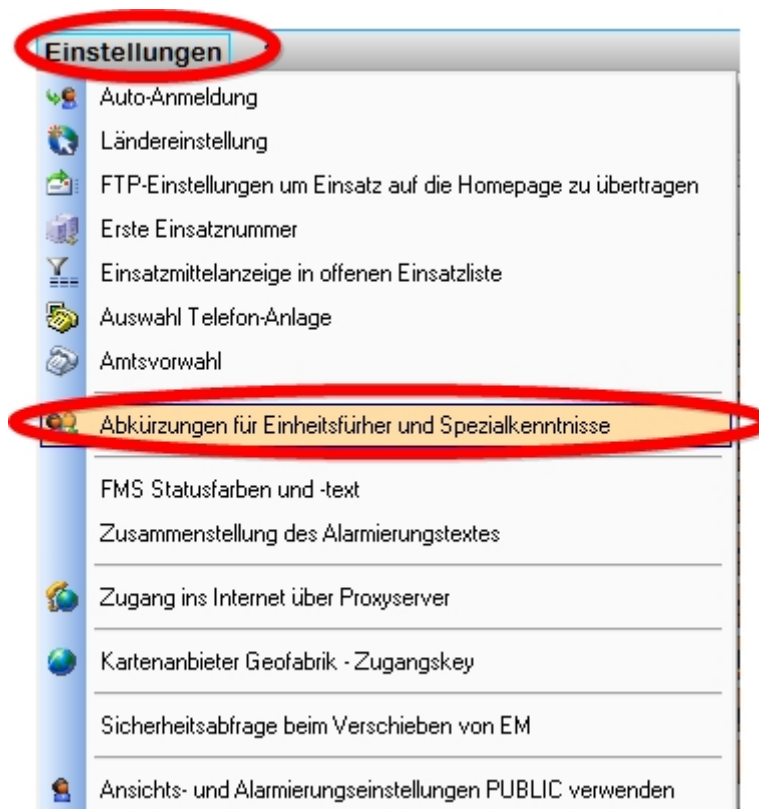 Einstellungen
Auto-Anmeldung
Ländereinstellung
FTP-Einstellungen um Einsatz auf die Homepage zu übertragen
Erste Einsatznummer
Einsatzmittelanzeige in offenen Einsatzliste
Auswahl Telefon-Anlage
Amtsvorwahl
Abkürzungen für Einheitsfürher und Spezialkenntnisse
FMS Statusfarben und -text
Zusammenstellung des Alarmierungstextes
Zugang ins Internet über Proxyserver
Kartenanbieter Geofabrik - Zugangskey
Sicherheitsabfrage beim Verschieben von EM
Ansichts- und Alarmierungseinstellungen PUBLIC verwenden